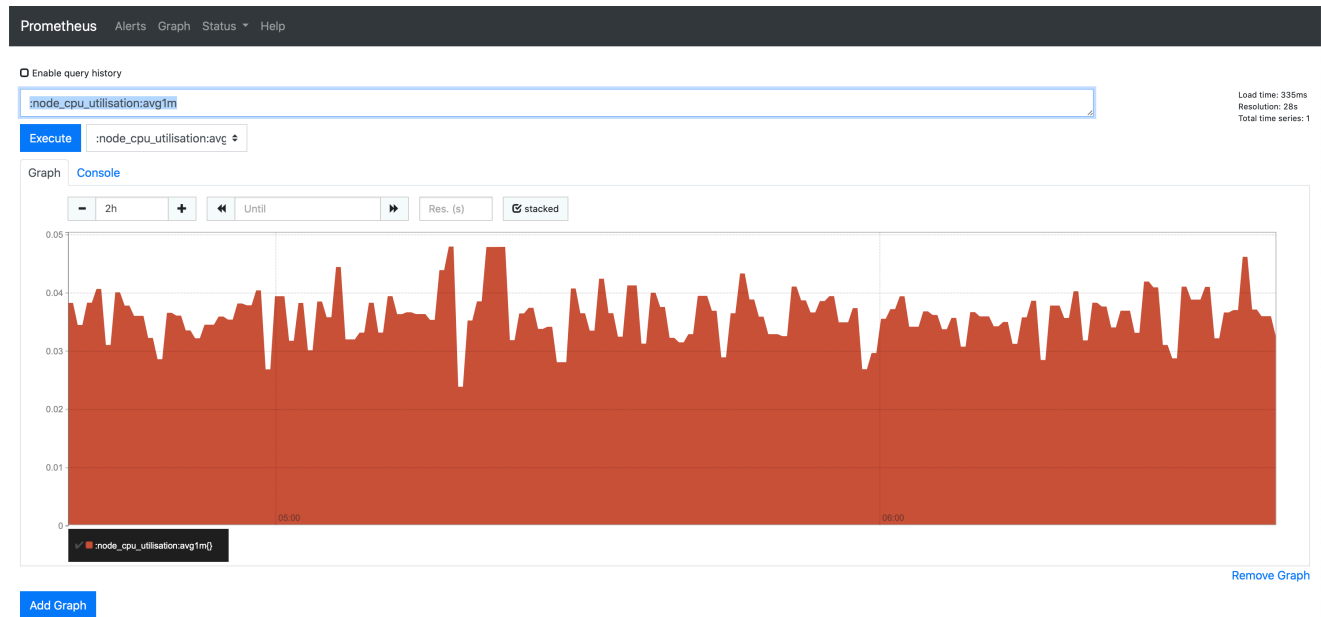 Prometheus Alerts Graph Status Help
Enable query history
:node_cpu_utilisation:avg1m
Load time: 335ms
Resolution: 28s
Total time series: 1
Execute :node_cpu_utilisation:avg
Graph Console
2h Until Res. (s) stacked
0.05
0.04
0.03
0.02
0.01
0
05:00 06:00
:node_cpu_utilisation:avg1m{}
Remove Graph
Add Graph